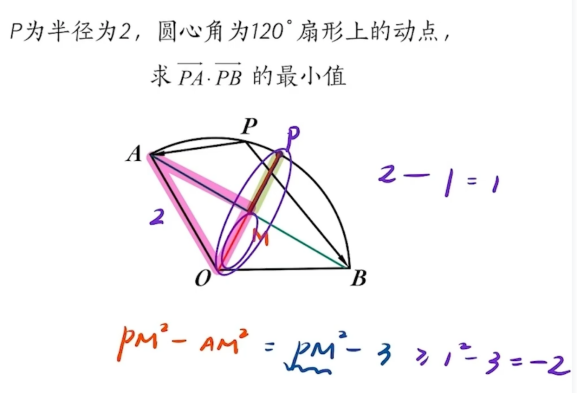 P为半径为2，圆心角为120°扇形上的动点，
求 \overrightarrow{PA}·\overrightarrow{PB} 的最小值
P
P
A
2 - 1 = 1
2
M
O
B
PM² - AM² = PM² - 3 ≥ 1² - 3 = -2